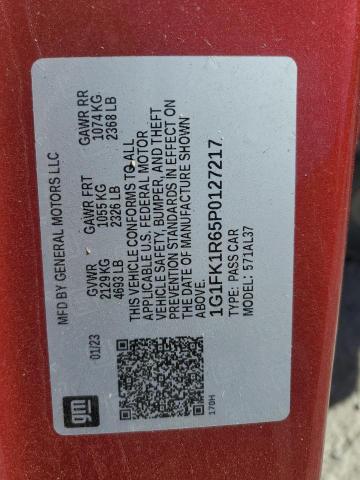 MFD BY GENERAL MOTORS LLC
01/23
GVWR
2129 KG
4693 LB
GAWR FRT
1055 KG
2326 LB
GAWR RR
1074 KG
2368 LB
THIS VEHICLE CONFORMS TO ALL
APPLICABLE U.S. FEDERAL MOTOR
VEHICLE SAFETY, BUMPER, AND THEFT
PREVENTION STANDARDS IN EFFECT ON
THE DATE OF MANUFACTURE SHOWN
ABOVE.
1G1FK1R65P0127217
TYPE: PASS CAR
MODEL: 571AL37
gm
170H